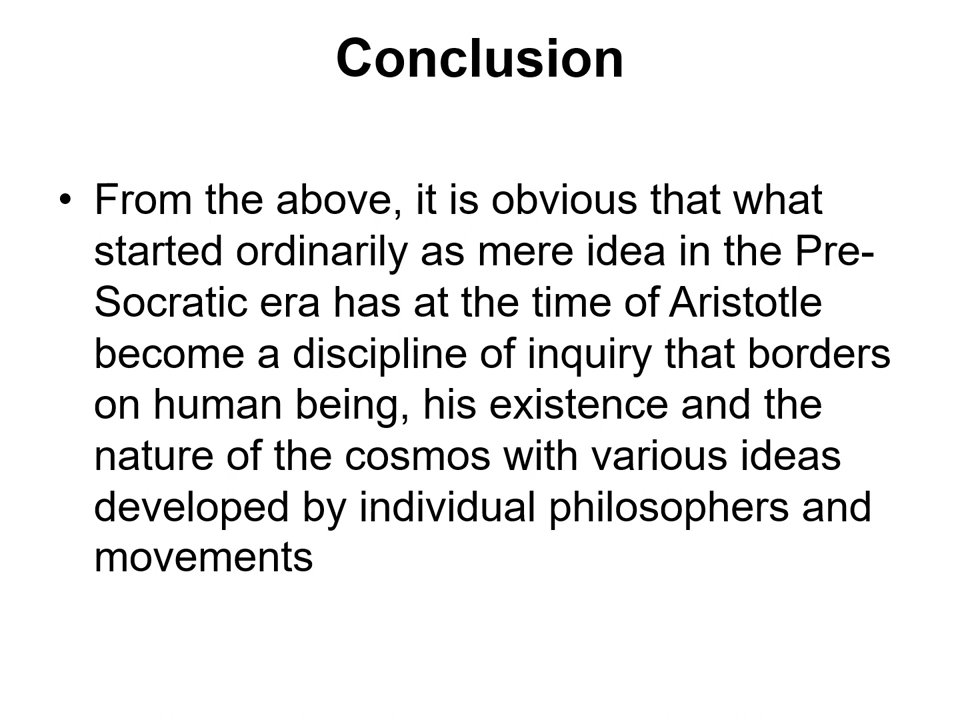 Conclusion
• From the above, it is obvious that what
started ordinarily as mere idea in the Pre-
Socratic era has at the time of Aristotle
become a discipline of inquiry that borders
on human being, his existence and the
nature of the cosmos with various ideas
developed by individual philosophers and
movements